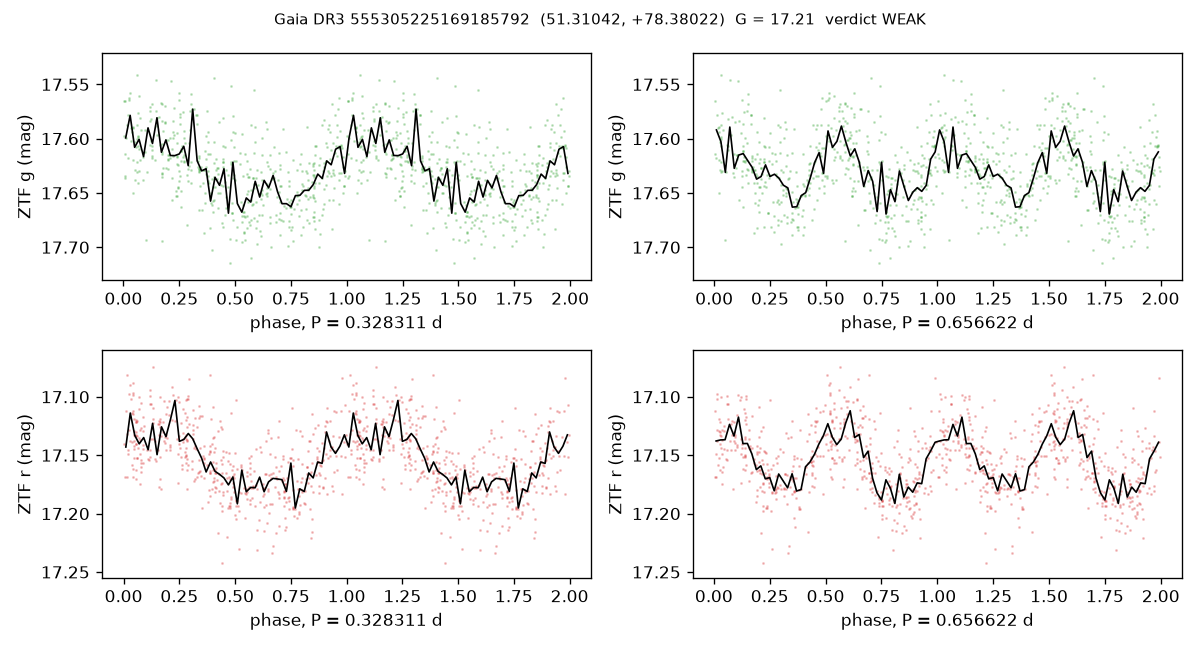 Gaia DR3 555305225169185792 (51.31042, +78.38022) G = 17.21 verdict WEAK
ZTF g (mag)
17.55
17.60
17.65
17.70
0.00 0.25 0.50 0.75 1.00 1.25 1.50 1.75 2.00
phase, P = 0.328311 d
ZTF g (mag)
17.55
17.60
17.65
17.70
0.00 0.25 0.50 0.75 1.00 1.25 1.50 1.75 2.00
phase, P = 0.656622 d
ZTF r (mag)
17.10
17.15
17.20
17.25
0.00 0.25 0.50 0.75 1.00 1.25 1.50 1.75 2.00
phase, P = 0.328311 d
ZTF r (mag)
17.10
17.15
17.20
17.25
0.00 0.25 0.50 0.75 1.00 1.25 1.50 1.75 2.00
phase, P = 0.656622 d